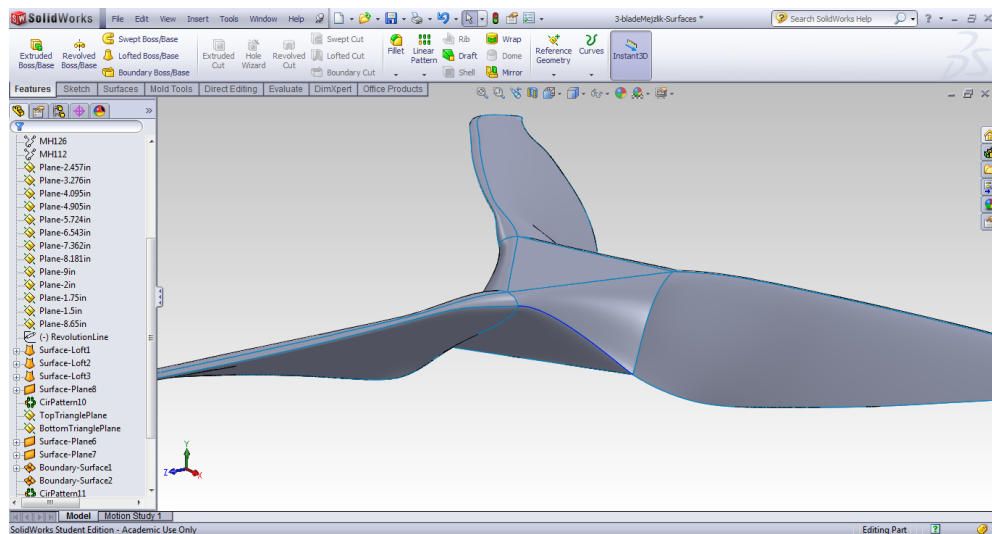 SolidWorks File Edit View Insert Tools Window Help 3-bladeMejzlik-Surfaces * Search SolidWorks Help
Extruded Boss/Base Revolved Boss/Base Swept Boss/Base Lofted Boss/Base Boundary Boss/Base Extruded Cut Hole Wizard Revolved Cut Swept Cut Lofted Cut Boundary Cut Fillet Linear Pattern Rib Draft Shell Wrap Dome Mirror Reference Geometry Curves Instant3D
Features Sketch Surfaces Mold Tools Direct Editing Evaluate DimXpert Office Products
MH126
MH112
Plane-2.457in
Plane-3.276in
Plane-4.095in
Plane-4.905in
Plane-5.724in
Plane-6.543in
Plane-7.362in
Plane-8.181in
Plane-9in
Plane-2in
Plane-1.75in
Plane-1.5in
Plane-8.65in
(-) RevolutionLine
Surface-Loft1
Surface-Loft2
Surface-Loft3
Surface-Plane8
CirPattern10
TopTrianglePlane
BottomTrianglePlane
Surface-Plane6
Surface-Plane7
Boundary-Surface1
Boundary-Surface2
CirPattern11
Y
Z
X
Model Motion Study 1
SolidWorks Student Edition - Academic Use Only Editing Part